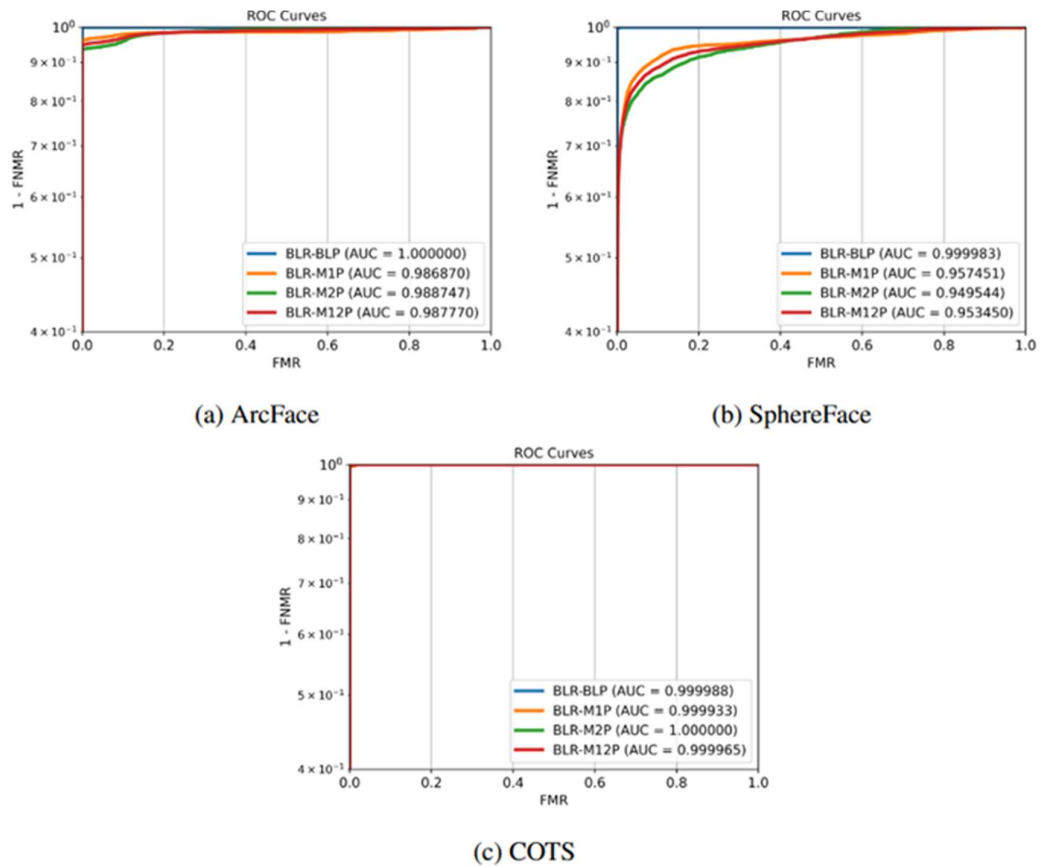 ROC Curves
10⁰
9 × 10⁻¹
8 × 10⁻¹
7 × 10⁻¹
6 × 10⁻¹
5 × 10⁻¹
4 × 10⁻¹
1 - FNMR
BLR-BLP (AUC = 1.000000)
BLR-M1P (AUC = 0.986870)
BLR-M2P (AUC = 0.988747)
BLR-M12P (AUC = 0.987770)
0.0 0.2 0.4 0.6 0.8 1.0
FMR
(a) ArcFace
ROC Curves
10⁰
9 × 10⁻¹
8 × 10⁻¹
7 × 10⁻¹
6 × 10⁻¹
5 × 10⁻¹
4 × 10⁻¹
1 - FNMR
BLR-BLP (AUC = 0.999983)
BLR-M1P (AUC = 0.957451)
BLR-M2P (AUC = 0.949544)
BLR-M12P (AUC = 0.953450)
0.0 0.2 0.4 0.6 0.8 1.0
FMR
(b) SphereFace
ROC Curves
10⁰
9 × 10⁻¹
8 × 10⁻¹
7 × 10⁻¹
6 × 10⁻¹
5 × 10⁻¹
4 × 10⁻¹
1 - FNMR
BLR-BLP (AUC = 0.999988)
BLR-M1P (AUC = 0.999933)
BLR-M2P (AUC = 1.000000)
BLR-M12P (AUC = 0.999965)
0.0 0.2 0.4 0.6 0.8 1.0
FMR
(c) COTS